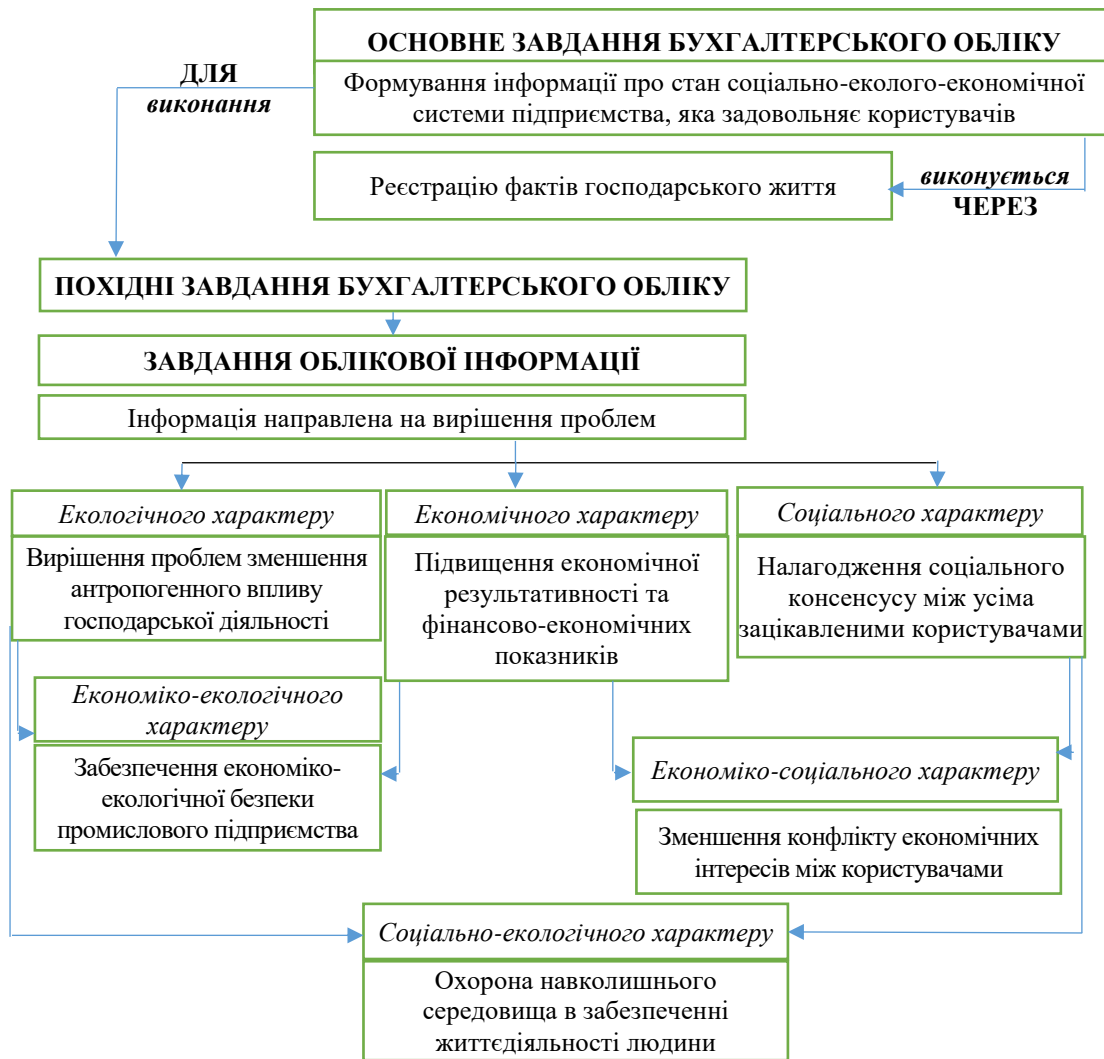 ОСНОВНЕ ЗАВДАННЯ БУХГАЛТЕРСЬКОГО ОБЛІКУ
ДЛЯ
виконання
Формування інформації про стан соціально-еколого-економічної
системи підприємства, яка задовольняє користувачів
Реєстрацію фактів господарського життя
виконується
ЧЕРЕЗ
ПОХІДНІ ЗАВДАННЯ БУХГАЛТЕРСЬКОГО ОБЛІКУ
ЗАВДАННЯ ОБЛІКОВОЇ ІНФОРМАЦІЇ
Інформація направлена на вирішення проблем
Екологічного характеру
Вирішення проблем зменшення
антропогенного впливу
господарської діяльності
Економічного характеру
Підвищення економічної
результативності та
фінансово-економічних
показників
Соціального характеру
Налагодження соціального
консенсусу між усіма
зацікавленими користувачами
Економіко-екологічного
характеру
Забезпечення економіко-
екологічної безпеки
промислового підприємства
Економіко-соціального характеру
Зменшення конфлікту економічних
інтересів між користувачами
Соціально-екологічного характеру
Охорона навколишнього
середовища в забезпеченні
життєдіяльності людини